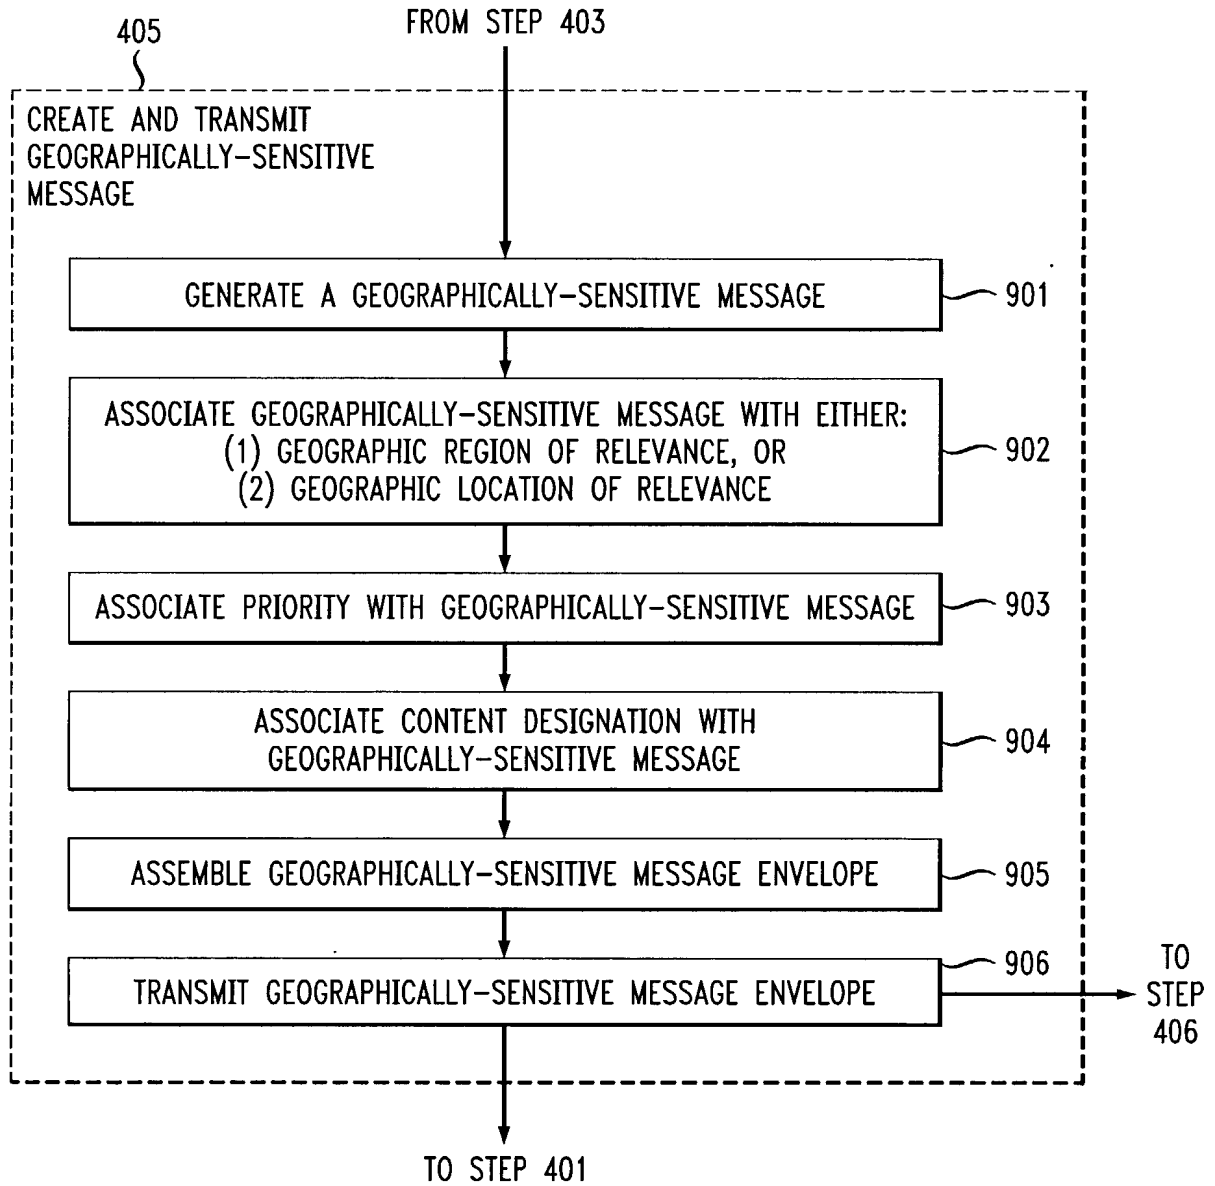 405
FROM STEP 403
CREATE AND TRANSMIT
GEOGRAPHICALLY-SENSITIVE
MESSAGE
GENERATE A GEOGRAPHICALLY-SENSITIVE MESSAGE
901
ASSOCIATE GEOGRAPHICALLY-SENSITIVE MESSAGE WITH EITHER:
(1) GEOGRAPHIC REGION OF RELEVANCE, OR
(2) GEOGRAPHIC LOCATION OF RELEVANCE
902
ASSOCIATE PRIORITY WITH GEOGRAPHICALLY-SENSITIVE MESSAGE
903
ASSOCIATE CONTENT DESIGNATION WITH
GEOGRAPHICALLY-SENSITIVE MESSAGE
904
ASSEMBLE GEOGRAPHICALLY-SENSITIVE MESSAGE ENVELOPE
905
TRANSMIT GEOGRAPHICALLY-SENSITIVE MESSAGE ENVELOPE
906
TO
STEP
406
TO STEP 401